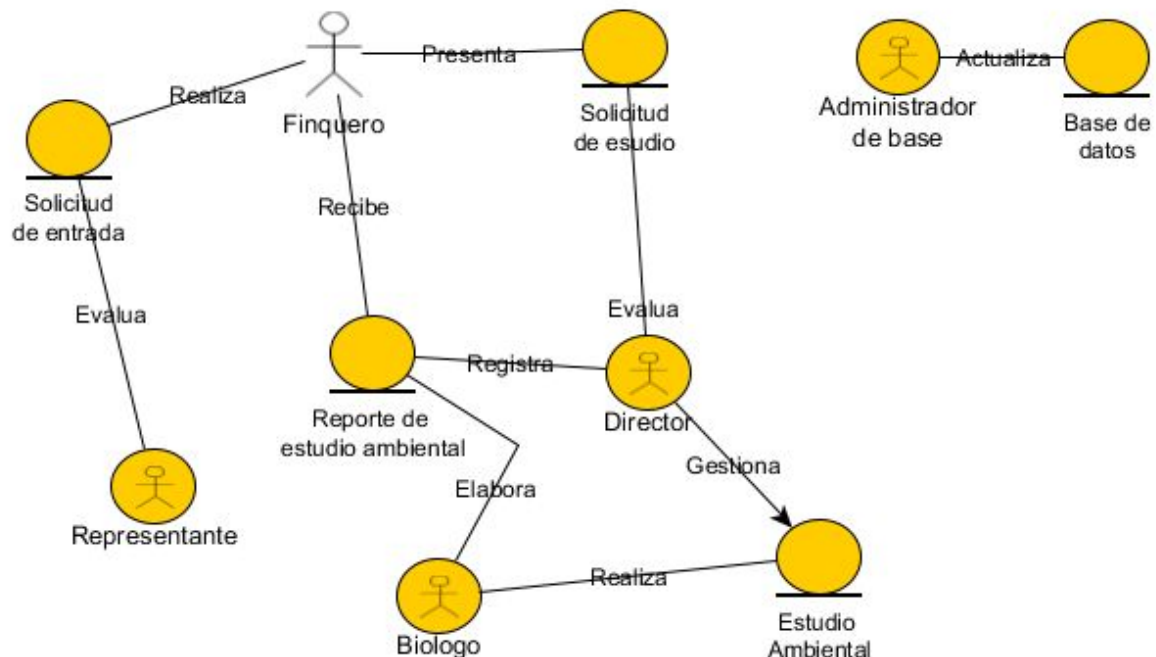 Presenta
Actualiza
Realiza
Finquero
Solicitud
de esudio
Administrador
de base
Base de
datos
Solicitud
de entrada
Recibe
Evalua
Evalua
Registra
Reporte de
estudio ambiental
Director
Gestiona
Elabora
Representante
Realiza
Biologo
Estudio
Ambiental